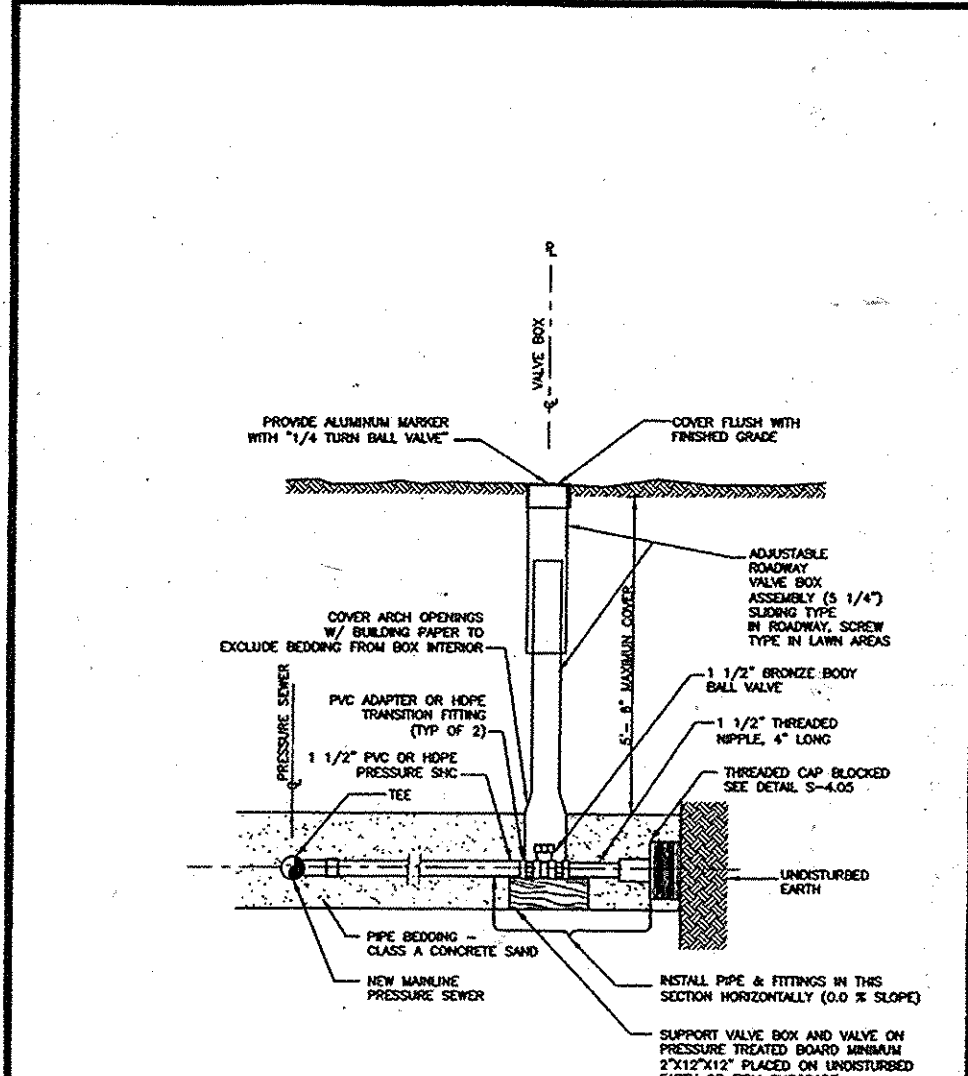 VALVE BOX
PROVIDE ALUMINUM MARKER
WITH "1/4 TURN BALL VALVE"
COVER FLUSH WITH
FINISHED GRADE
ADJUSTABLE
ROADWAY
VALVE BOX
ASSEMBLY (5 1/4")
SLIDING TYPE
IN ROADWAY, SCREW
TYPE IN LAWN AREAS
5'- 8" MAXIMUN COVER
COVER ARCH OPENINGS
W/ BUILDING PAPER TO
EXCLUDE BEDDING FROM BOX INTERIOR
1 1/2" BRONZE BODY
BALL VALVE
PVC ADAPTER OR HDPE
TRANSITION FITTING
(TYP OF 2)
1 1/2" THREADED
NIPPLE, 4" LONG
PRESSURE SEWER
1 1/2" PVC OR HDPE
PRESSURE SHC
THREADED CAP BLOCKED
SEE DETAIL S-4.05
TEE
UNDISTURBED
EARTH
PIPE BEDDING -
CLASS A CONCRETE SAND
NEW MAINLINE
PRESSURE SEWER
INSTALL PIPE & FITTINGS IN THIS
SECTION HORIZONTALLY (0.0 % SLOPE)
SUPPORT VALVE BOX AND VALVE ON
PRESSURE TREATED BOARD MINIMUM
2"X12"X12" PLACED ON UNDISTURBED